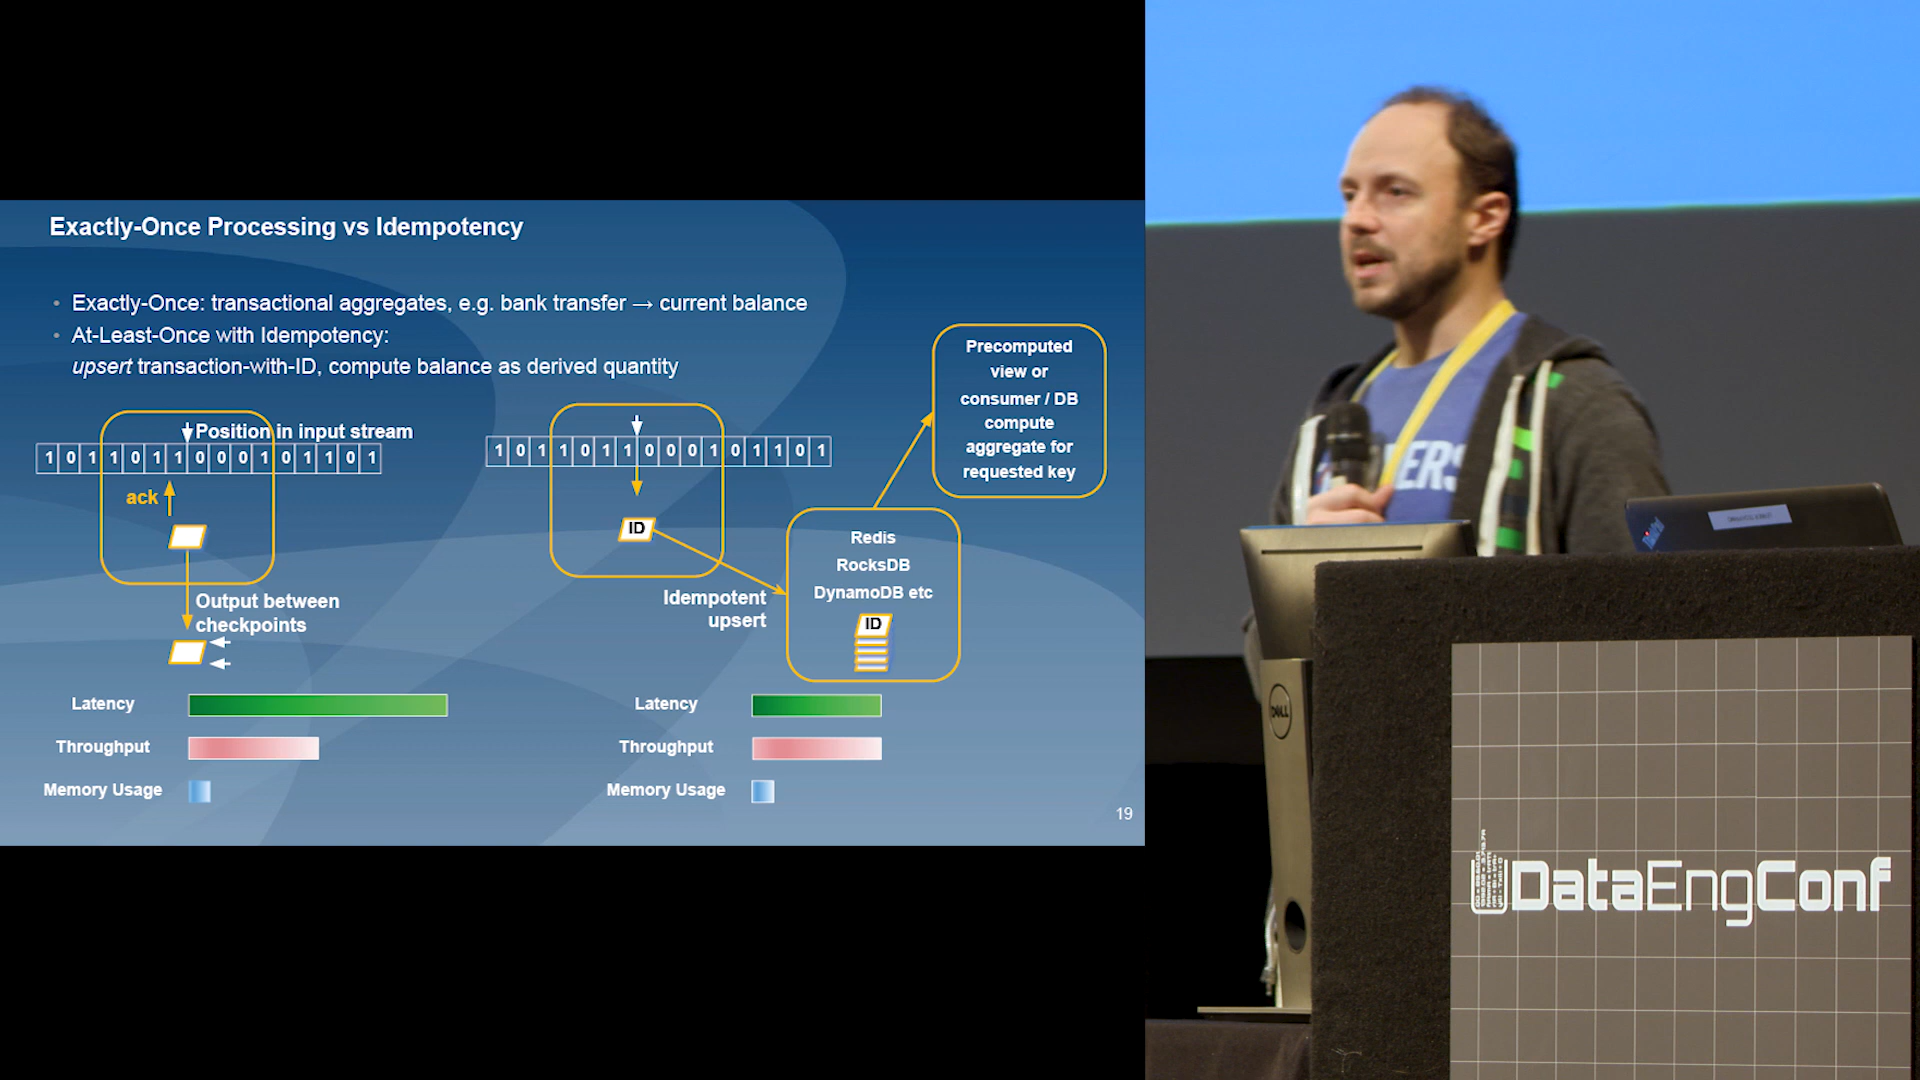 Exactly-Once Processing vs Idempotency
• Exactly-Once: transactional aggregates, e.g. bank transfer → current balance
• At-Least-Once with Idempotency:
upsert transaction-with-ID, compute balance as derived quantity
Position in input stream
1 0 1 1 0 1 1 0 0 0 1 0 1 1 0 1
ack
Output between
checkpoints
1 0 1 1 0 1 1 0 0 0 1 0 1 1 0 1
ID
Idempotent
upsert
Redis
RocksDB
DynamoDB etc
ID
Precomputed
view or
consumer / DB
compute
aggregate for
requested key
Latency
Throughput
Memory Usage
Latency
Throughput
Memory Usage
19
ERS
DELL
DataEngConf